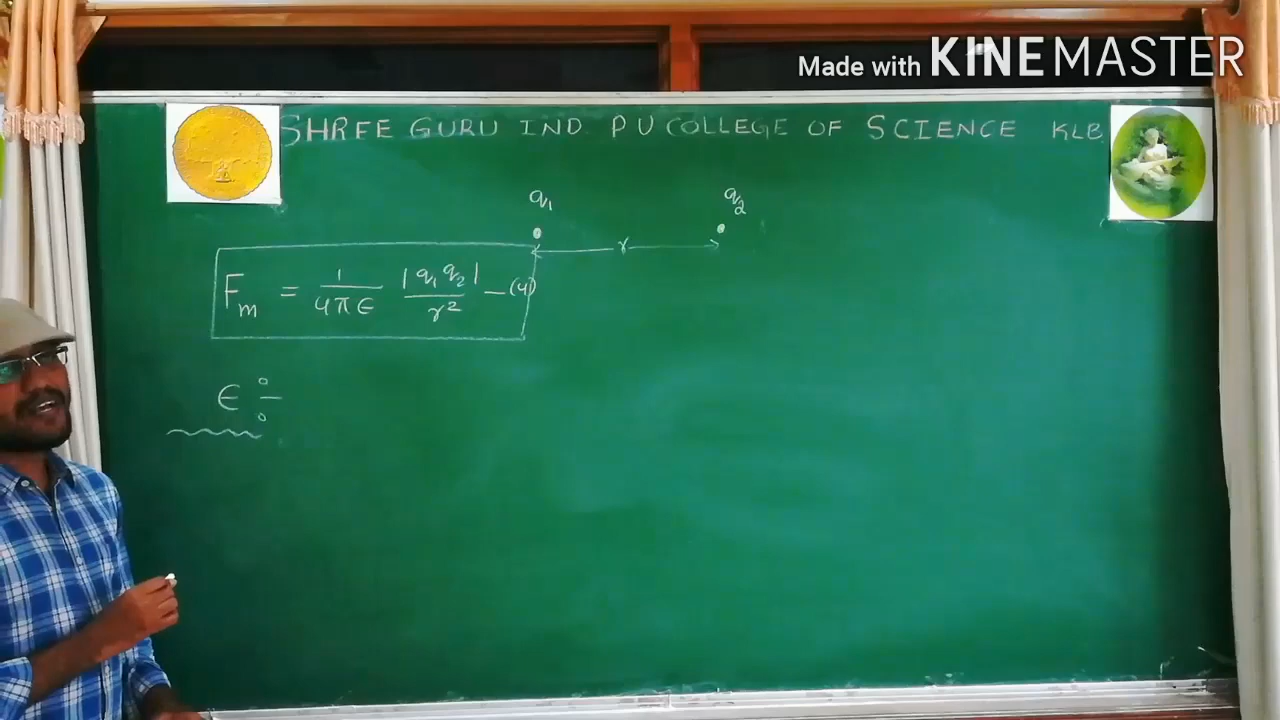 Made with KINEMASTER
SHREE GURU IND PU COLLEGE OF SCIENCE KLB
q₁ q₂
r
Fm = 1/4πϵ |q₁q₂|/r² —(4)
ϵ :-